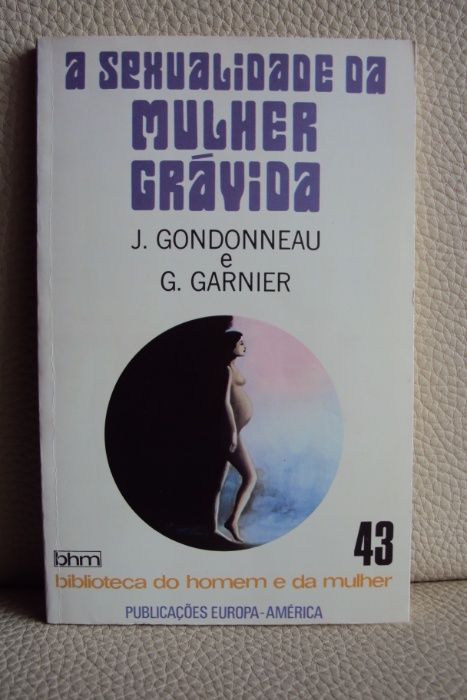 A SEXUALIDADE DA
MULHER
GRÁVIDA
J. GONDONNEAU
e
G. GARNIER
43
bhm
biblioteca do homem e da mulher
PUBLICAÇÕES EUROPA-AMÉRICA